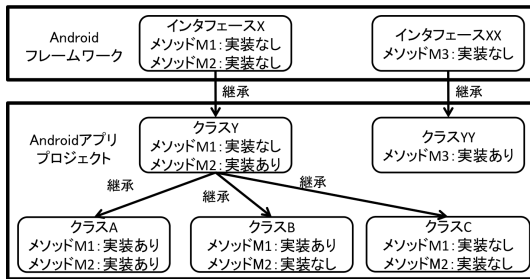 Android
フレームワーク
インタフェースX
メソッドM1：実装なし
メソッドM2：実装なし
インタフェースXX
メソッドM3：実装なし
継承
継承
Androidアプリ
プロジェクト
クラスY
メソッドM1：実装なし
メソッドM2：実装あり
クラスYY
メソッドM3：実装あり
継承
継承
継承
クラスA
メソッドM1：実装あり
メソッドM2：実装あり
クラスB
メソッドM1：実装あり
メソッドM2：実装なし
クラスC
メソッドM1：実装なし
メソッドM2：実装なし